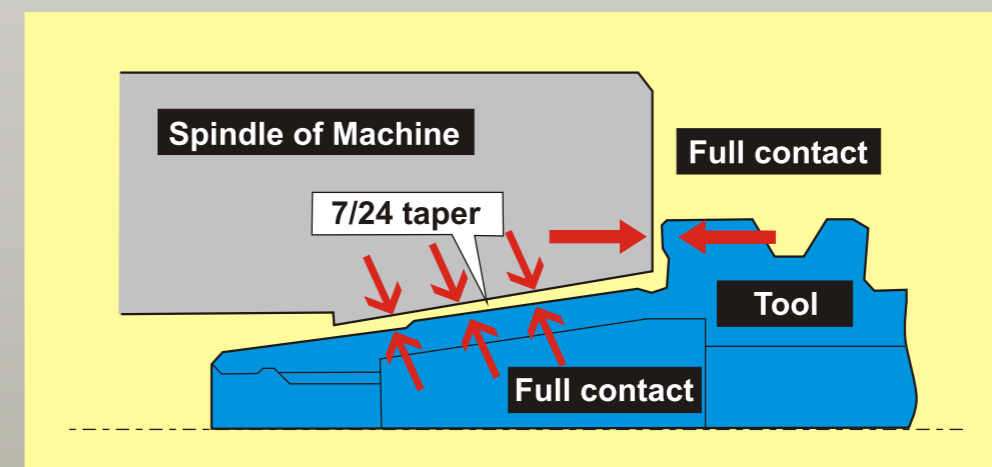 Spindle of Machine
Full contact
7/24 taper
Tool
Full contact